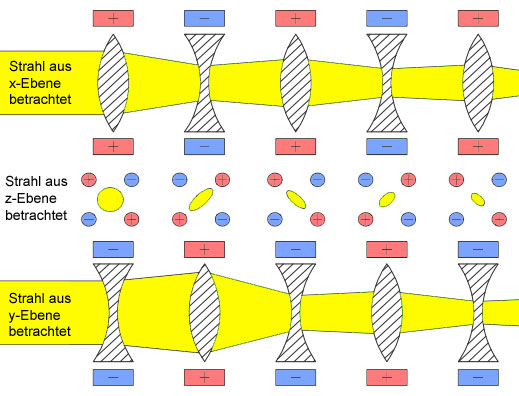 + − + − +
Strahl aus
x-Ebene
betrachtet
+ − + − +
+ − − + + − − + + −
Strahl aus
z-Ebene
betrachtet
− + + − − + + − − +
− + − + −
Strahl aus
y-Ebene
betrachtet
− + − + −